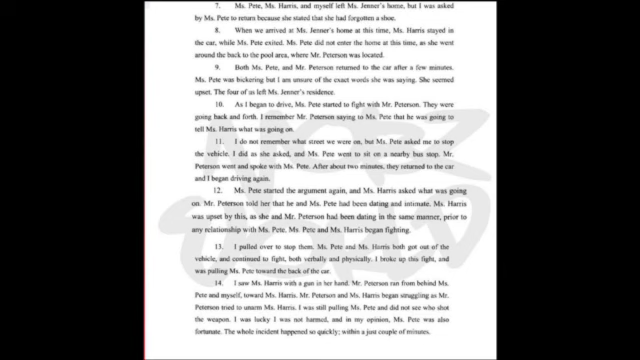 7. Ms. Pete, Ms. Harris, and myself left Ms. Jenner's home, but I was asked
by Ms. Pete to return because she stated that she had forgotten a shoe.
8. When we arrived at Ms. Jenner's home at this time, Ms. Harris stayed in
the car, while Ms. Pete exited. Ms. Pete did not enter the home at this time, as she went
around the back to the pool area, where Mr. Peterson was located.
9. Both Ms. Pete, and Mr. Peterson returned to the car after a few minutes.
Ms. Pete was bickering but I am unsure of the exact words she was saying. She seemed
upset. The four of us left Ms. Jenner's residence.
10. As I began to drive, Ms. Pete started to fight with Mr. Peterson. They were
going back and forth. I remember Mr. Peterson saying to Ms. Pete that he was going to
tell Ms. Harris what was going on.
11. I do not remember what street we were on, but Ms. Pete asked me to stop
the vehicle. I did as she asked, and Ms. Pete went to sit on a nearby bus stop. Mr.
Peterson went and spoke with Ms. Pete. After about two minutes, they returned to the car
and I began driving again.
12. Ms. Pete started the argument again, and Ms. Harris asked what was going
on. Mr. Peterson told her that he and Ms. Pete had been dating and intimate. Ms. Harris
was upset by this, as she and Mr. Peterson had been dating in the same manner, prior to
any relationship with Ms. Pete. Ms. Pete and Ms. Harris began fighting.
13. I pulled over to stop them. Ms. Pete and Ms. Harris both got out of the
vehicle, and continued to fight, both verbally and physically. I broke up this fight, and
was pulling Ms. Pete toward the back of the car.
14. I saw Ms. Harris with a gun in her hand. Mr. Peterson ran from behind Ms.
Pete and myself, toward Ms. Harris. Mr. Peterson and Ms. Harris began struggling as Mr.
Peterson tried to unarm Ms. Harris. I was still pulling Ms. Pete and did not see who shot
the weapon. I was lucky I was not harmed, and in my opinion, Ms. Pete was also
fortunate. The whole incident happened so quickly; within a just couple of minutes.